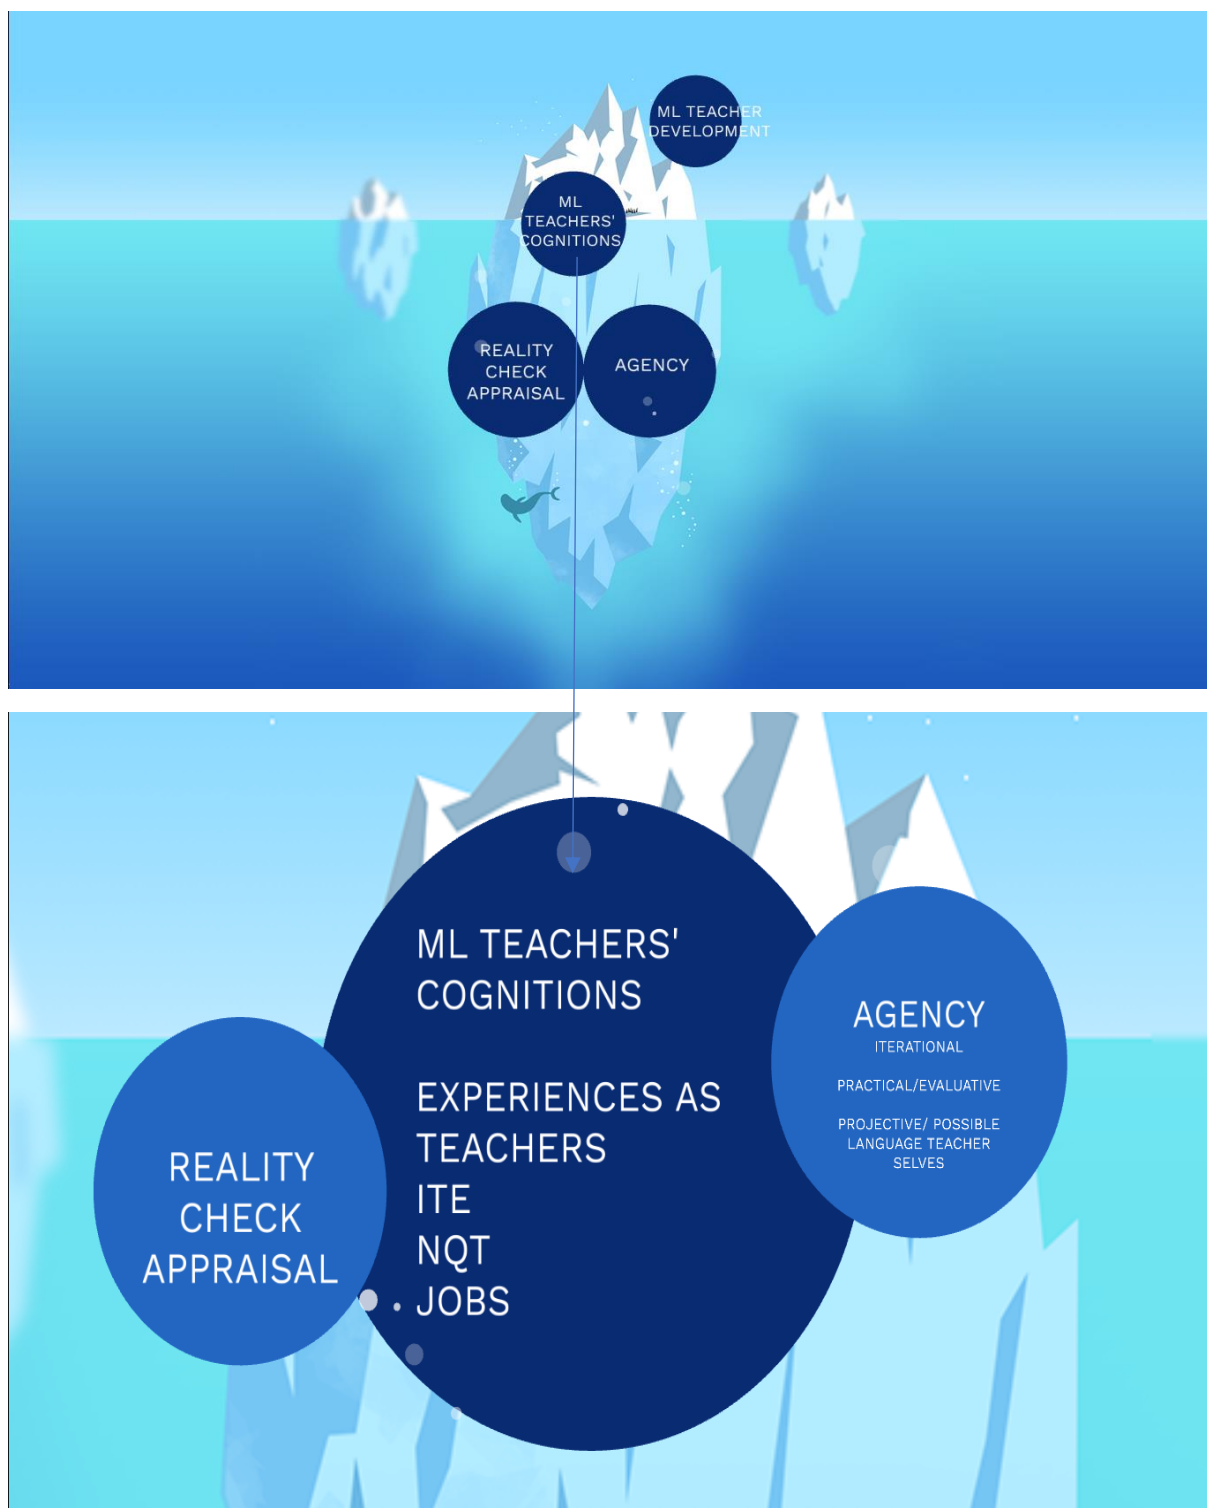 ML TEACHER
DEVELOPMENT
ML
TEACHERS'
COGNITIONS
REALITY
CHECK
APPRAISAL
AGENCY
ML TEACHERS'
COGNITIONS
EXPERIENCES AS
TEACHERS
ITE
NQT
JOBS
REALITY
CHECK
APPRAISAL
AGENCY
ITERATIONAL
PRACTICAL/EVALUATIVE
PROJECTIVE/ POSSIBLE
LANGUAGE TEACHER
SELVES